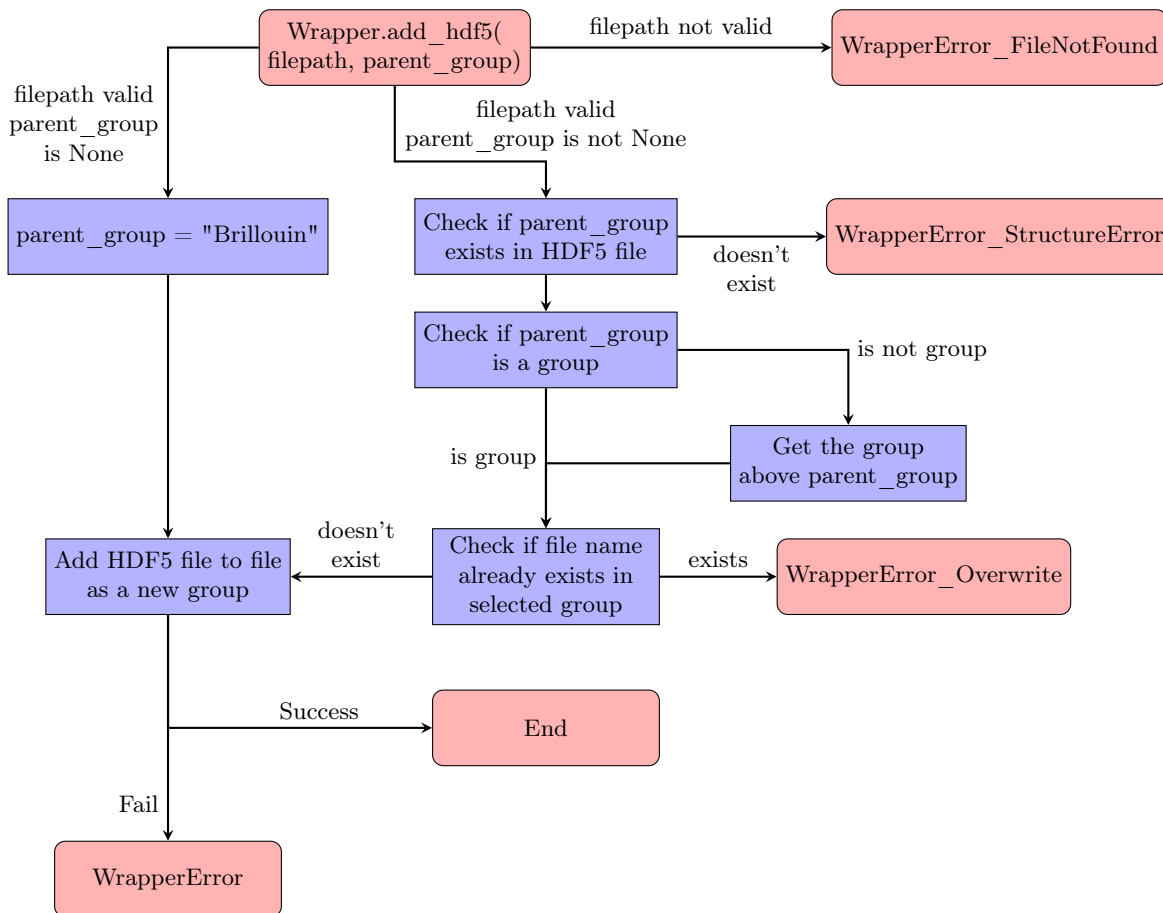 Wrapper.add_hdf5(
filepath, parent_group)
filepath not valid
WrapperError_FileNotFound
filepath valid
parent_group
is None
filepath valid
parent_group is not None
parent_group = "Brillouin"
Check if parent_group
exists in HDF5 file
doesn't
exist
WrapperError_StructureError
Check if parent_group
is a group
is not group
Get the group
above parent_group
is group
Add HDF5 file to file
as a new group
doesn't
exist
Check if file name
already exists in
selected group
exists
WrapperError_Overwrite
Success
End
Fail
WrapperError